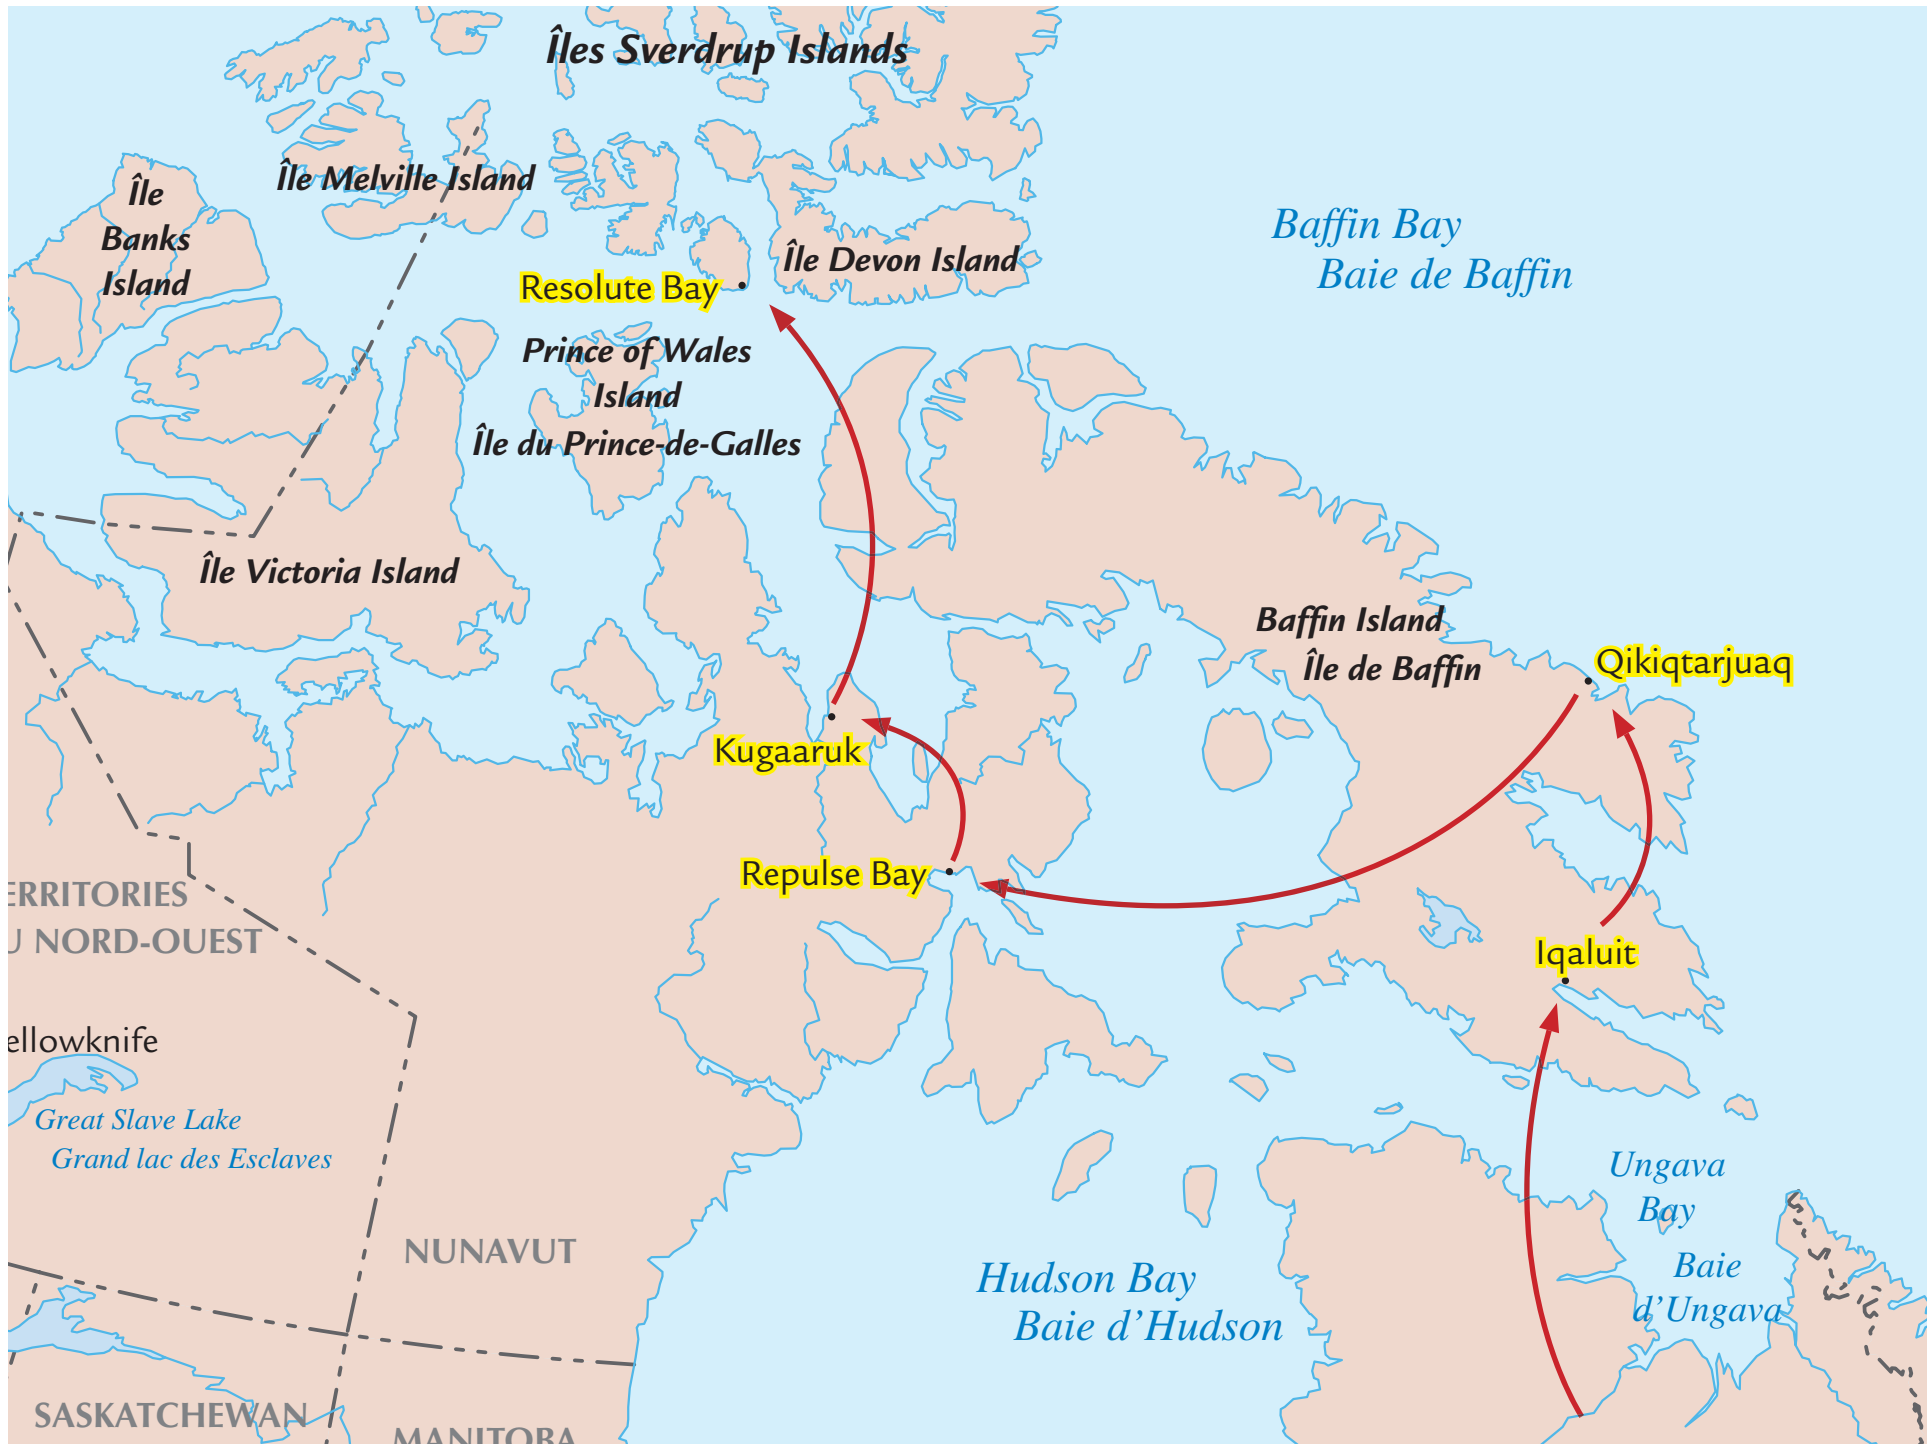 Îles Sverdrup Islands
Île Melville Island
Île
Banks
Island
Baffin Bay
Baie de Baffin
Île Devon Island
Resolute Bay
Prince of Wales
Island
Île du Prince-de-Galles
Île Victoria Island
Baffin Island
Île de Baffin
Qikiqtarjuaq
Kugaaruk
Repulse Bay
ERRITORIES
U NORD-OUEST
Iqaluit
ellowknife
Great Slave Lake
Grand lac des Esclaves
Ungava
Bay
Baie
d'Ungava
NUNAVUT
Hudson Bay
Baie d'Hudson
SASKATCHEWAN
MANITOBA